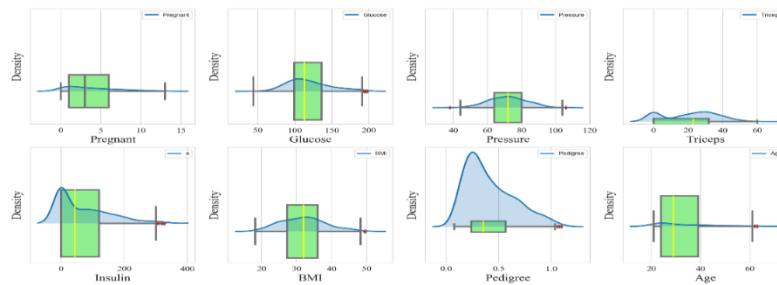 Pregnant
Density
0 5 10 15
Pregnant
Glucose
Density
50 100 150 200
Glucose
Pressure
Density
40 60 80 100 120
Pressure
Triceps
Density
0 20 40 60
Triceps
Density
0 200 400
Insulin
BMI
Density
20 30 40 50
BMI
Pedigree
Density
0.0 0.5 1.0
Pedigree
Age
Density
20 40 60
Age